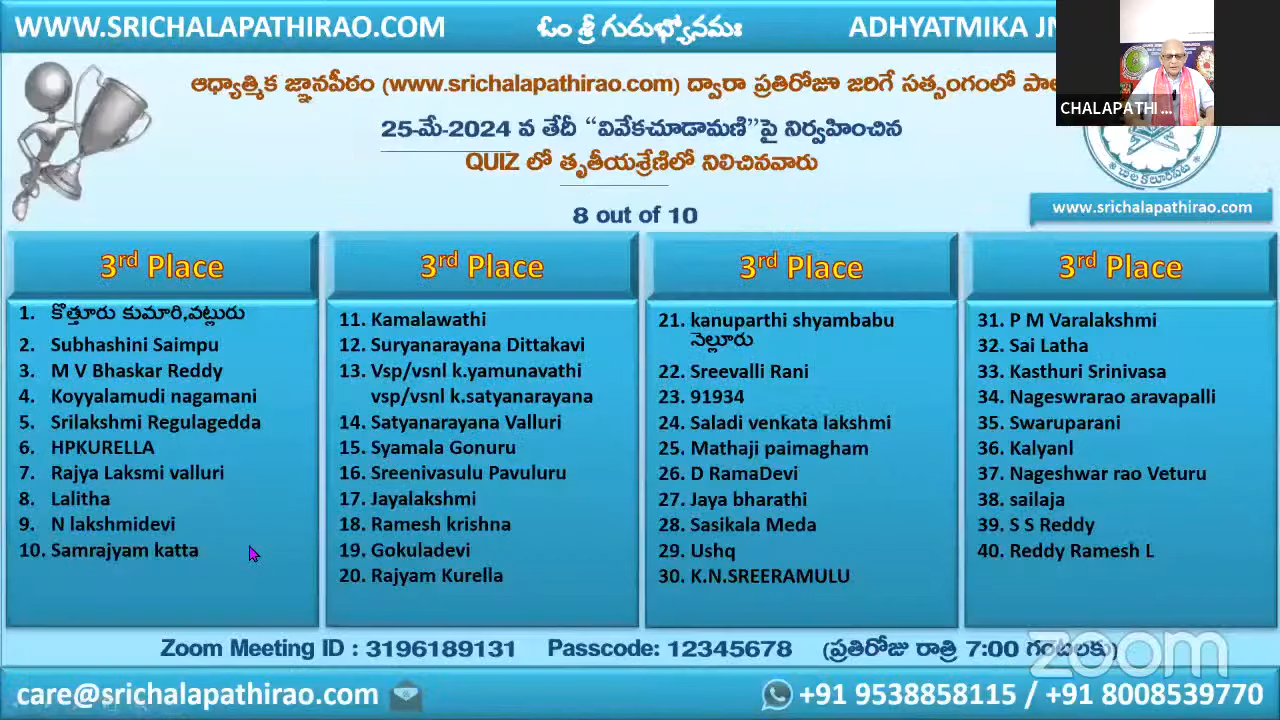 WWW.SRICHALAPATHIRAO.COM
ఓం శ్రీ గురుభ్యోనమః
ADHYATMIKA
CHALAPATHI ...
ఆధ్యాత్మిక జ్ఞానపీఠం (www.srichalapathirao.com) ద్వారా ప్రతిరోజూ జరిగే సత్సంగంలో
25-మే-2024 వ తేదీ “వివేకచూడామణి”పై నిర్వహించిన
QUIZ లో తృతీయశ్రేణిలో నిలిచినవారు
8 out of 10
www.srichalapathirao.com
3rd Place
1. కొత్తూరు కుమారి,వట్లురు
2. Subhashini Saimpu
3. M V Bhaskar Reddy
4. Koyyalamudi nagamani
5. Srilakshmi Regulagedda
6. HPKURELLA
7. Rajya Laksmi valluri
8. Lalitha
9. N lakshmidevi
10. Samrajyam katta
3rd Place
11. Kamalawathi
12. Suryanarayana Dittakavi
13. Vsp/vsnl k.yamunavathi
vsp/vsnl k.satyanarayana
14. Satyanarayana Valluri
15. Syamala Gonuru
16. Sreenivasulu Pavuluru
17. Jayalakshmi
18. Ramesh krishna
19. Gokuladevi
20. Rajyam Kurella
3rd Place
21. kanuparthi shyambabu
నెల్లూరు
22. Sreevalli Rani
23. 91934
24. Saladi venkata lakshmi
25. Mathaji paimagham
26. D RamaDevi
27. Jaya bharathi
28. Sasikala Meda
29. Ushq
30. K.N.SREERAMULU
3rd Place
31. P M Varalakshmi
32. Sai Latha
33. Kasthuri Srinivasa
34. Nageswrarao aravapalli
35. Swaruparani
36. Kalyanl
37. Nageshwar rao Veturu
38. sailaja
39. S S Reddy
40. Reddy Ramesh L
Zoom Meeting ID : 3196189131 Passcode: 12345678 (ప్రతిరోజు రాత్రి 7:00 గంటలకు)
zoom
care@srichalapathirao.com
+91 9538858115 / +91 8008539770